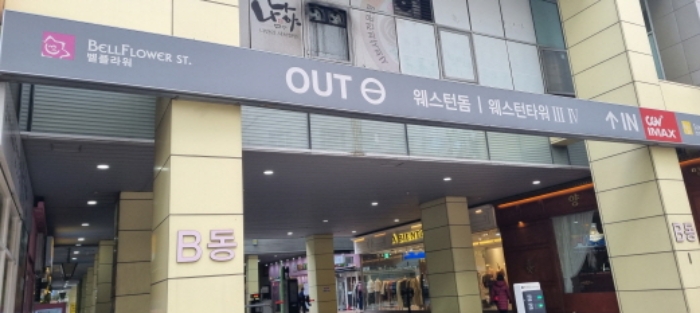 BELLFLOWER ST.
벨플라워
OUT
웨스턴돔 | 웨스턴타워 III IV
↑IN
CGV
IMAX
B동
B동